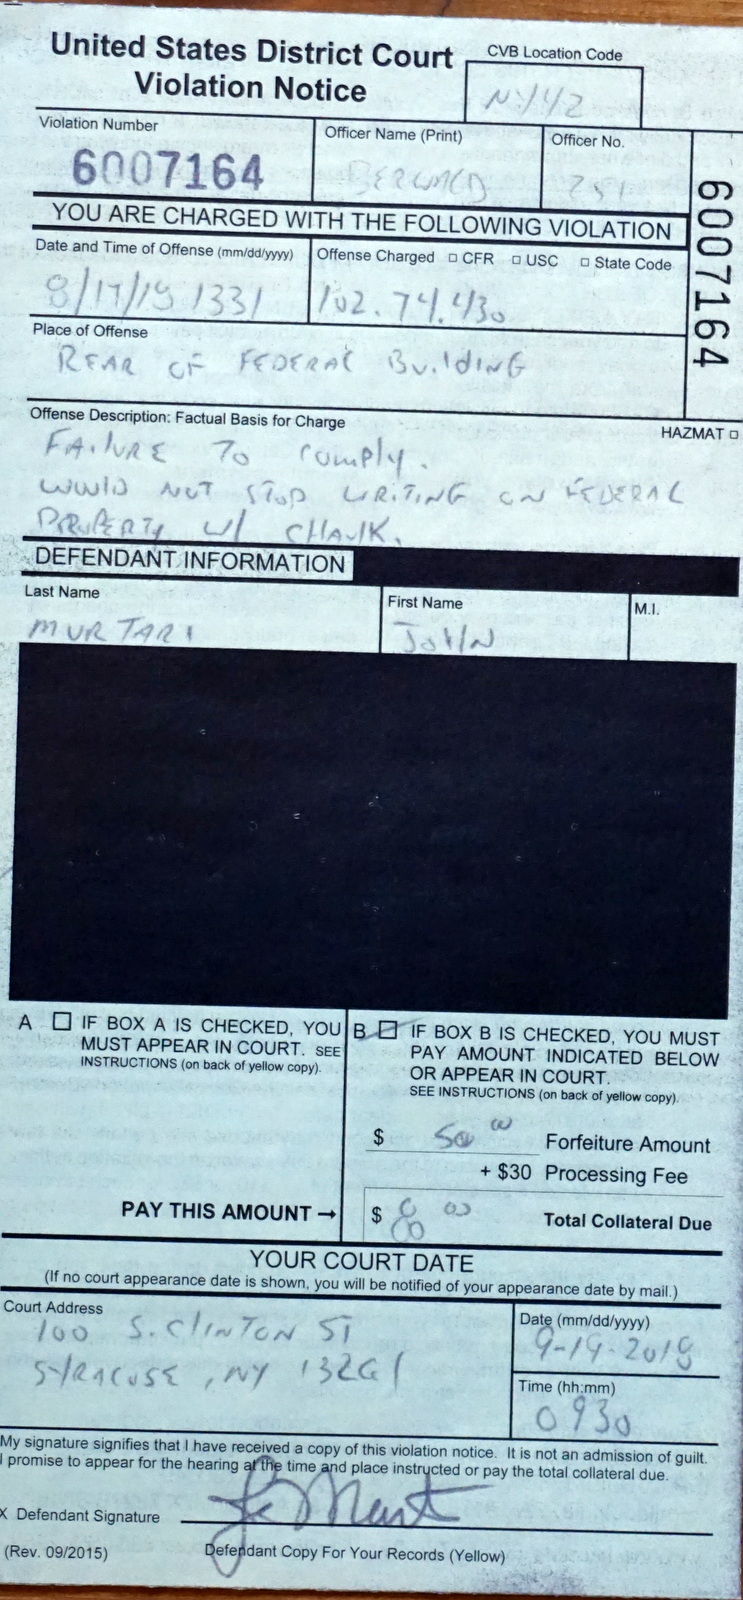 United States District Court
Violation Notice
CVB Location Code
NY42
Violation Number
6007164
Officer Name (Print)
Officer No.
6007164
YOU ARE CHARGED WITH THE FOLLOWING VIOLATION
Date and Time of Offense (mm/dd/yyyy)
1331
Offense Charged □ CFR □ USC □ State Code
102.74.430
Place of Offense
REAR OF FEDERAL BUilding
Offense Description: Factual Basis for Charge
HAZMAT □
FAilURE TO comply.
WOUlD NOT STOP WRITING ON FEDERAL
PROPERTY W/ CHAulK.
DEFENDANT INFORMATION
Last Name
MURTARI
First Name
JOHN
M.I.
A □ IF BOX A IS CHECKED, YOU
MUST APPEAR IN COURT. SEE
INSTRUCTIONS (on back of yellow copy).
B □ IF BOX B IS CHECKED, YOU MUST
PAY AMOUNT INDICATED BELOW
OR APPEAR IN COURT.
SEE INSTRUCTIONS (on back of yellow copy).
$ 50 00 Forfeiture Amount
+ $30 Processing Fee
PAY THIS AMOUNT → $ 80 00 Total Collateral Due
YOUR COURT DATE
(If no court appearance date is shown, you will be notified of your appearance date by mail.)
Court Address
100 S. CliNTON ST
SYRACUSE, NY 13261
Date (mm/dd/yyyy)
9-19-2018
Time (hh:mm)
0930
My signature signifies that I have received a copy of this violation notice. It is not an admission of guilt.
I promise to appear for the hearing at the time and place instructed or pay the total collateral due.
X Defendant Signature
(Rev. 09/2015)
Defendant Copy For Your Records (Yellow)